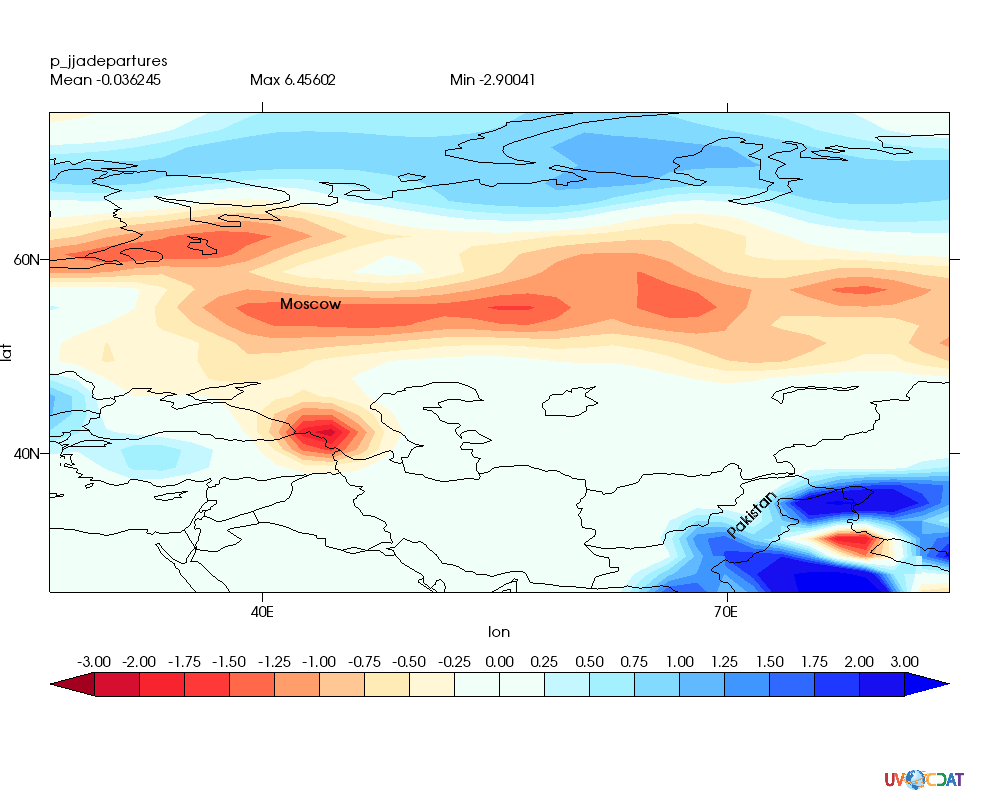 p_jjadepartures
Mean -0.036245 Max 6.45602 Min -2.90041
60N
Moscow
lat
40N
Pakistan
40E 70E
lon
-3.00 -2.00 -1.75 -1.50 -1.25 -1.00 -0.75 -0.50 -0.25 0.00 0.25 0.50 0.75 1.00 1.25 1.50 1.75 2.00 3.00
UV CDAT